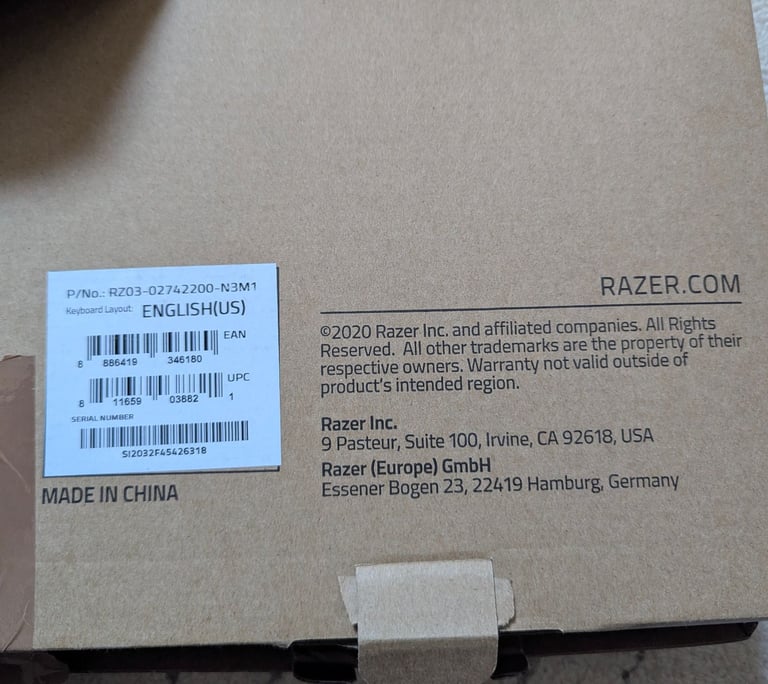 P/No.: RZ03-02742200-N3M1
Keyboard Layout: ENGLISH(US)
EAN
8 886419 346180
UPC
8 11659 03882 1
SERIAL NUMBER
SI2032F45426318
MADE IN CHINA
RAZER.COM
©2020 Razer Inc. and affiliated companies. All Rights
Reserved. All other trademarks are the property of their
respective owners. Warranty not valid outside of
product's intended region.
Razer Inc.
9 Pasteur, Suite 100, Irvine, CA 92618, USA
Razer (Europe) GmbH
Essener Bogen 23, 22419 Hamburg, Germany